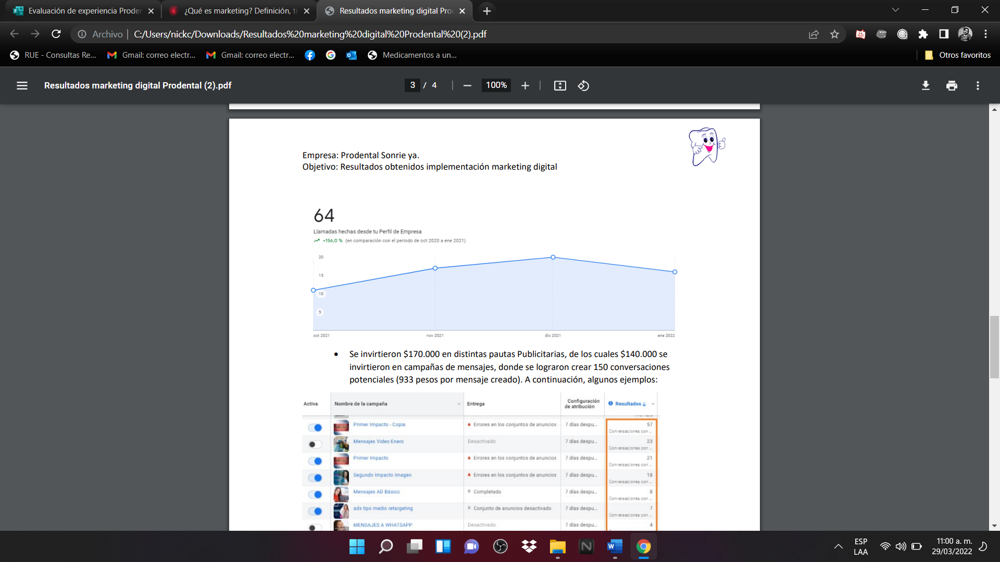 Evaluación de experiencia Proden
¿Qué es marketing? Definición, ti
Resultados marketing digital Pro
Archivo
C:/Users/nickc/Downloads/Resultados%20marketing%20digital%20Prodental%20(2).pdf
RUE - Consultas Re...
Gmail: correo electr...
Gmail: correo electr...
Medicamentos a un...
Otros favoritos
Resultados marketing digital Prodental (2).pdf
3 / 4
100%
Empresa: Prodental Sonrie ya.
Objetivo: Resultados obtenidos implementación marketing digital
64
Llamadas hechas desde tu Perfil de Empresa
+156,0 % (en comparación con el periodo de oct 2020 a ene 2021)
20
15
10
5
oct 2021 nov 2021 dic 2021 ene 2022
• Se invirtieron $170.000 en distintas pautas Publicitarias, de los cuales $140.000 se
invirtieron en campañas de mensajes, donde se lograron crear 150 conversaciones
potenciales (933 pesos por mensaje creado). A continuación, algunos ejemplos:
Activa Nombre de la campaña Entrega Configuración de atribución Resultados ↓
Primer Impacto - Copia Errores en los conjuntos de anuncios 7 días despu... 57
Conversaciones con ...
Mensajes Video Enero Desactivado 7 días despu... 23
Conversaciones con ...
Primer Impacto Errores en los conjuntos de anuncios 7 días despu... 21
Conversaciones con ...
Segundo Impacto Imagen Errores en los conjuntos de anuncios 7 días despu... 18
Conversaciones con ...
Mensajes AD Básico Completado 7 días despu... 8
Conversaciones con ...
ads tipo medio retargeting Conjunto de anuncios desactivado 7 días despu... 7
Conversaciones con ...
MENSAJES A WHATSAPP Desactivado 7 días despu... 4
ESP
LAA
11:00 a. m.
29/03/2022